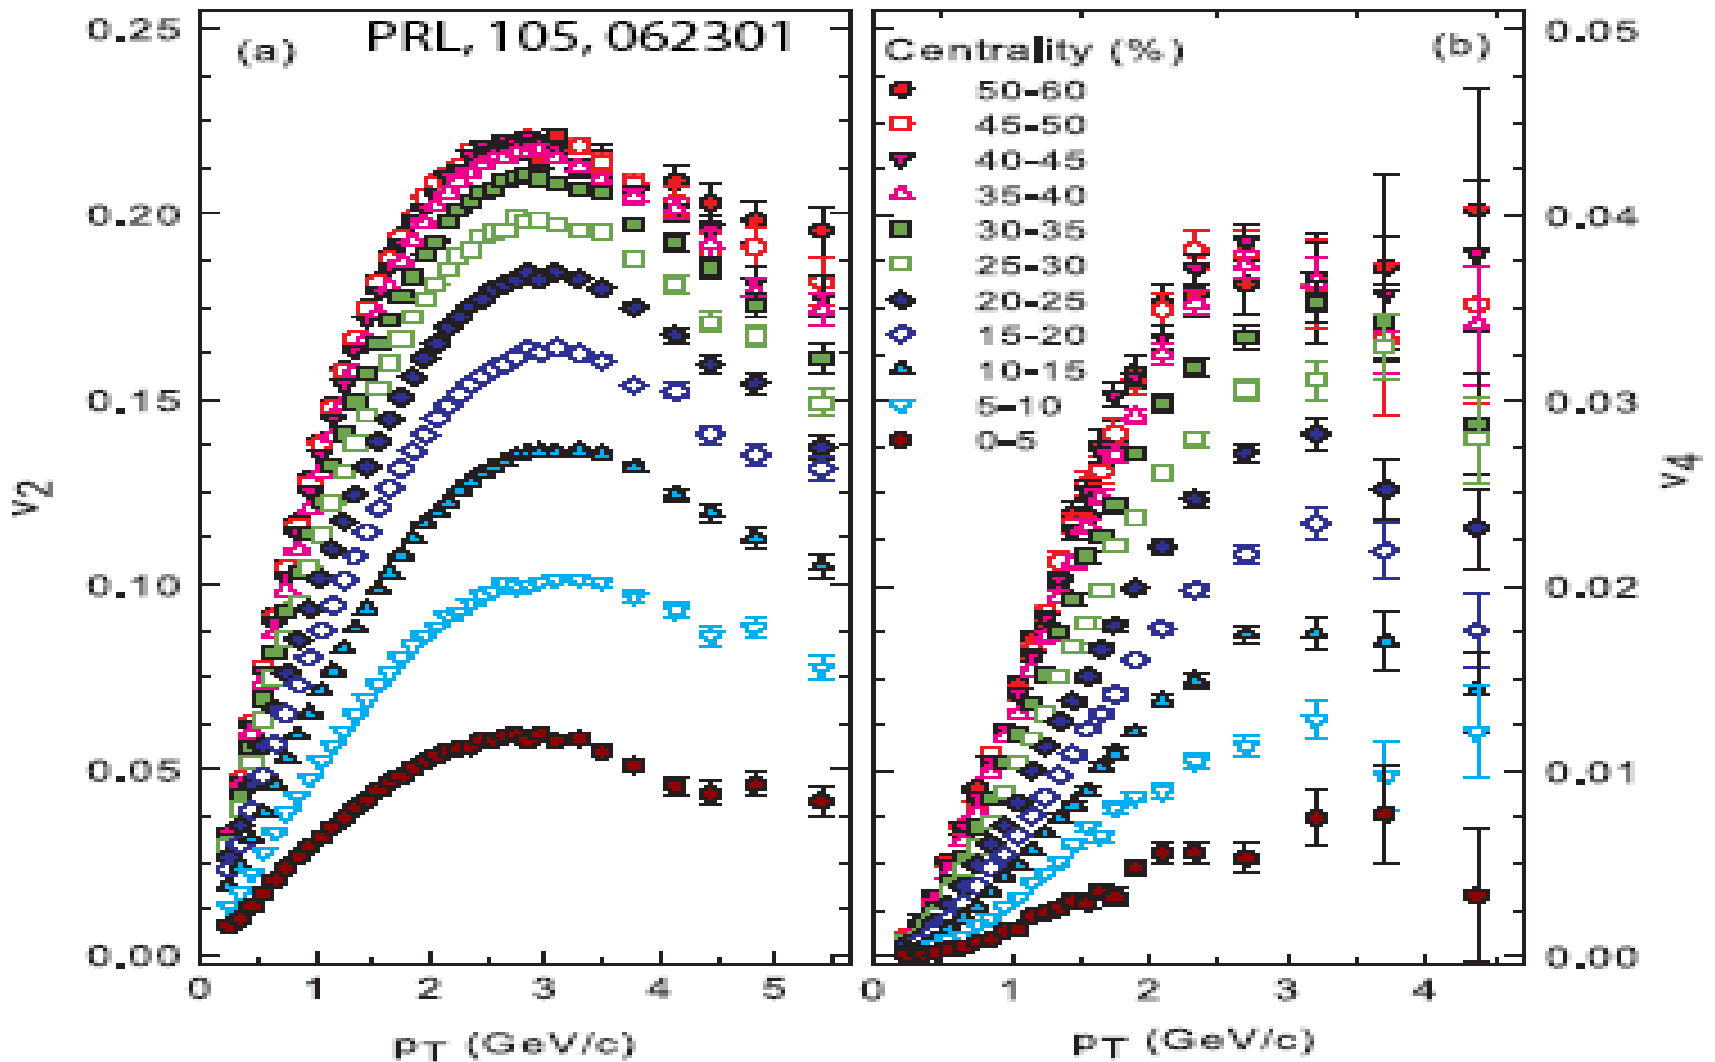 PRL, 105, 062301
(a)
0.25
0.20
0.15
0.10
0.05
0.00
v2
0 1 2 3 4 5
pT (GeV/c)
(b)
Centrality (%)
50-60
45-50
40-45
35-40
30-35
25-30
20-25
15-20
10-15
5-10
0-5
0.05
0.04
0.03
0.02
0.01
0.00
v4
0 1 2 3 4
pT (GeV/c)